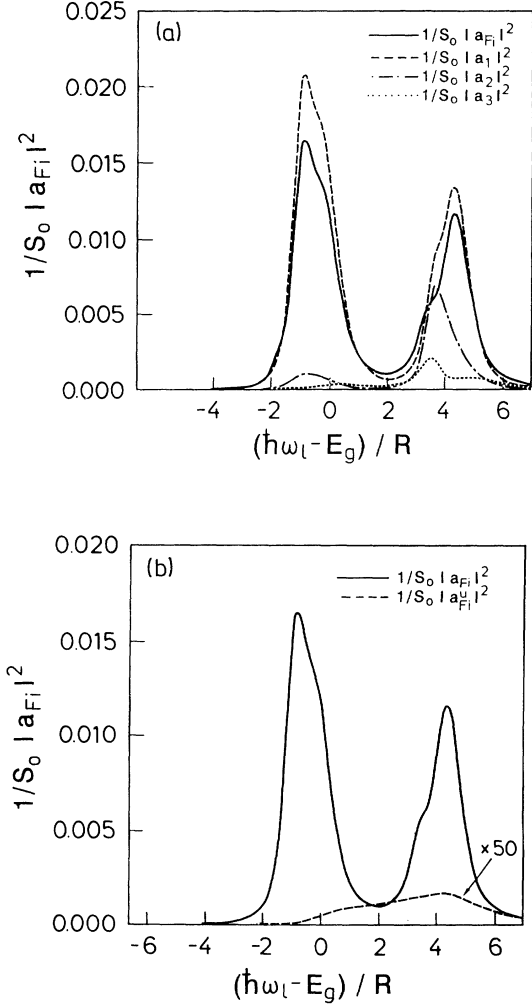 (a)
1/S₀ | a_Fi |²
1/S₀ | a₁ |²
1/S₀ | a₂ |²
1/S₀ | a₃ |²
0.025
0.020
0.015
0.010
0.005
0.000
1/S₀ | a_Fi |²
-4 -2 0 2 4 6
(ħω_l - E_g) / R
(b)
1/S₀ | a_Fi |²
1/S₀ | a^u_Fi |²
0.020
0.015
0.010
0.005
0.000
1/S₀ | a_Fi |²
×50
-6 -4 -2 0 2 4 6
(ħω_l - E_g) / R